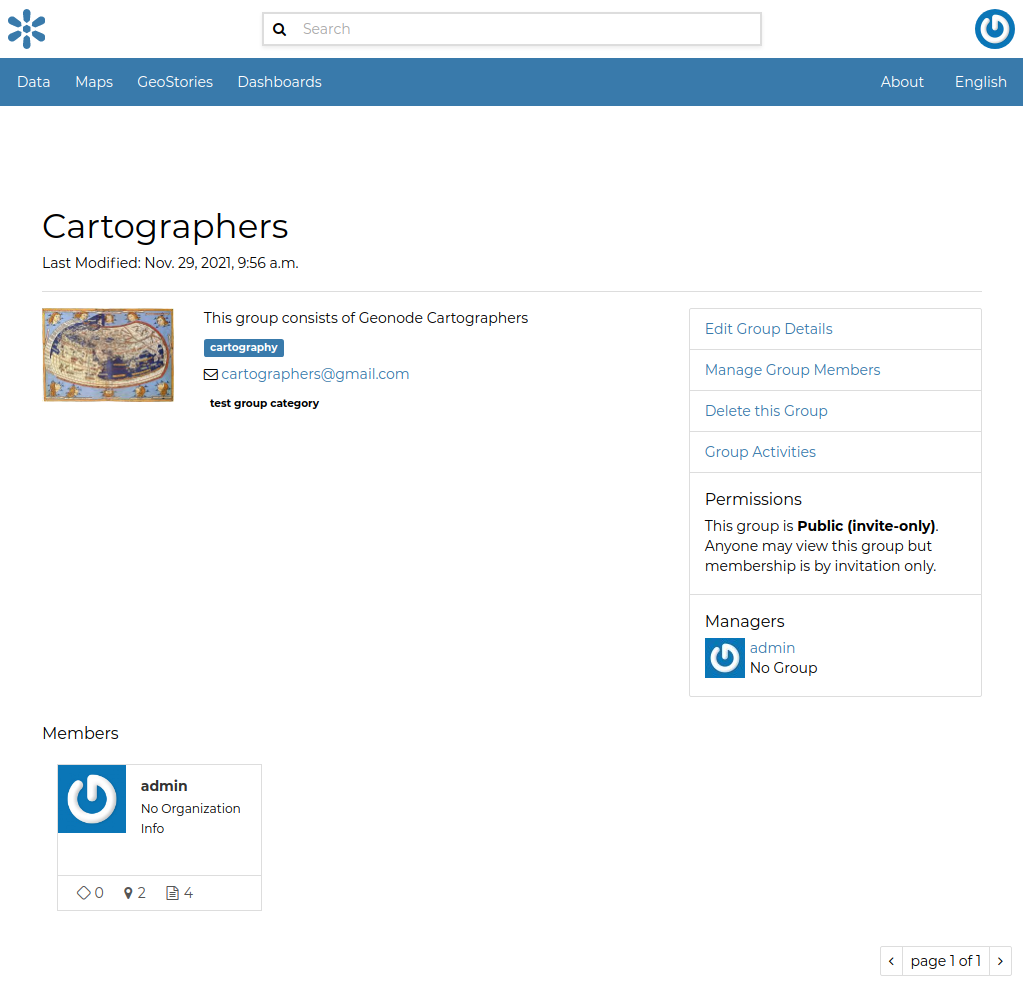 Search
Data Maps GeoStories Dashboards About English
Cartographers
Last Modified: Nov. 29, 2021, 9:56 a.m.
This group consists of Geonode Cartographers
cartography
cartographers@gmail.com
test group category
Edit Group Details
Manage Group Members
Delete this Group
Group Activities
Permissions
This group is Public (invite-only).
Anyone may view this group but
membership is by invitation only.
Managers
admin
No Group
Members
admin
No Organization
Info
0 2 4
‹ page 1 of 1 ›